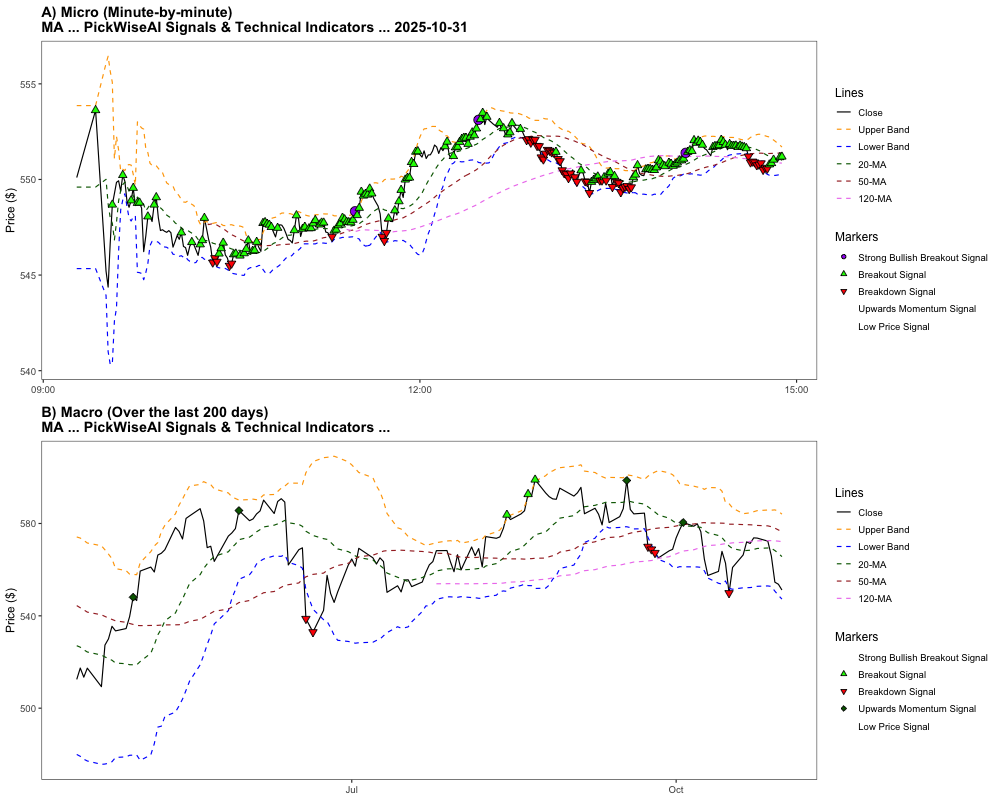 A) Micro (Minute-by-minute)
MA ... PickWiseAI Signals & Technical Indicators ... 2025-10-31
Price ($)
555
550
545
540
09:00
12:00
15:00
Lines
Close
Upper Band
Lower Band
20-MA
50-MA
120-MA
Markers
Strong Bullish Breakout Signal
Breakout Signal
Breakdown Signal
Upwards Momentum Signal
Low Price Signal
B) Macro (Over the last 200 days)
MA ... PickWiseAI Signals & Technical Indicators ...
Price ($)
580
540
500
Jul
Oct
Lines
Close
Upper Band
Lower Band
20-MA
50-MA
120-MA
Markers
Strong Bullish Breakout Signal
Breakout Signal
Breakdown Signal
Upwards Momentum Signal
Low Price Signal